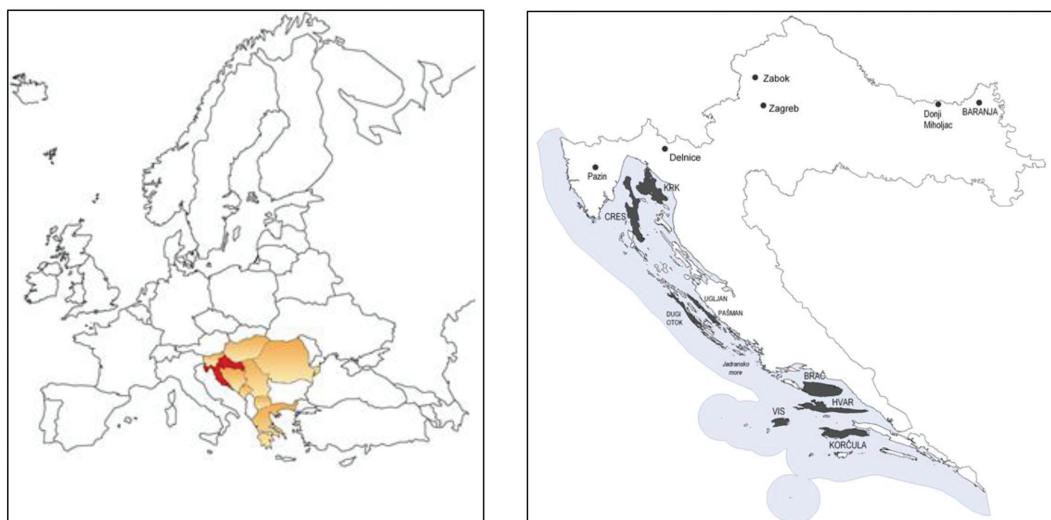 Zabok
Zagreb
Donji
Miholjac
BARANJA
Delnice
Pazin
KRK
CRES
UGLJAN
DUGI
OTOK
PAŠMAN
Jadransko
more
BRAČ
HVAR
VIS
KORČULA